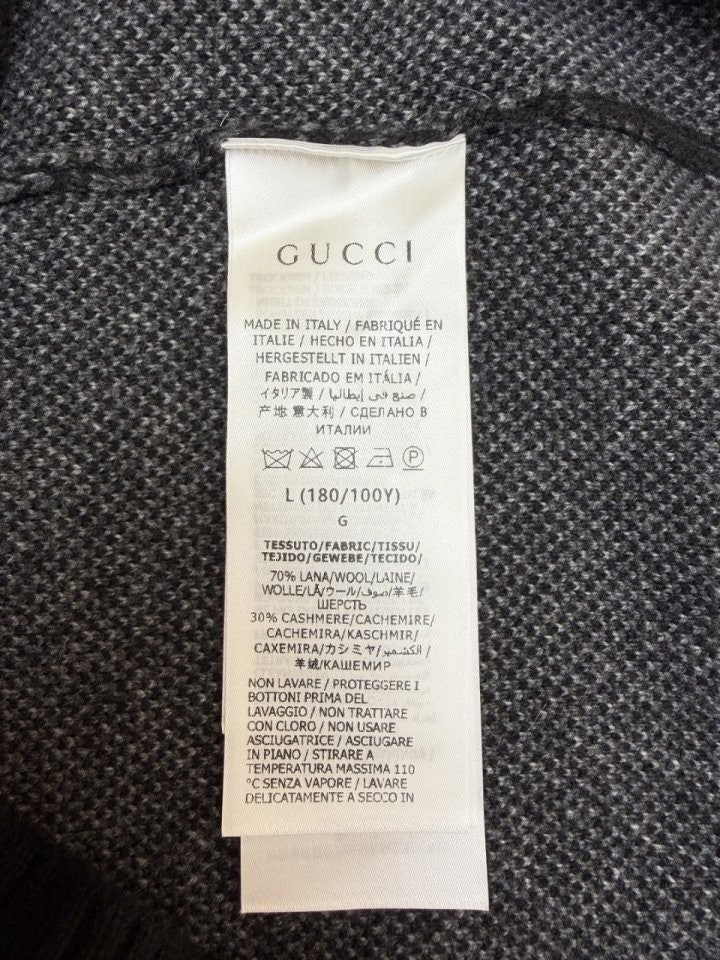 GUCCI
MADE IN ITALY / FABRIQUÉ EN
ITALIE / HECHO EN ITALIA /
HERGESTELLT IN ITALIEN /
FABRICADO EM ITÁLIA /
イタリア製 / صنع في إيطاليا /
产地 意大利 / СДЕЛАНО В
ИТАЛИИ
P
L (180/100Y)
G
TESSUTO/FABRIC/TISSU/
TEJIDO/GEWEBE/TECIDO/
70% LANA/WOOL/LAINE/
WOLLE/LÃ/ウール/صوف/羊毛/
ШЕРСТЬ
30% CASHMERE/CACHEMIRE/
CACHEMIRA/KASCHMIR/
CAXEMIRA/カシミヤ/الكشمير/
羊绒/КАШЕМИР
NON LAVARE / PROTEGGERE I
BOTTONI PRIMA DEL
LAVAGGIO / NON TRATTARE
CON CLORO / NON USARE
ASCIUGATRICE / ASCIUGARE
IN PIANO / STIRARE A
TEMPERATURA MASSIMA 110
°C SENZA VAPORE / LAVARE
DELICATAMENTE A SECCO IN